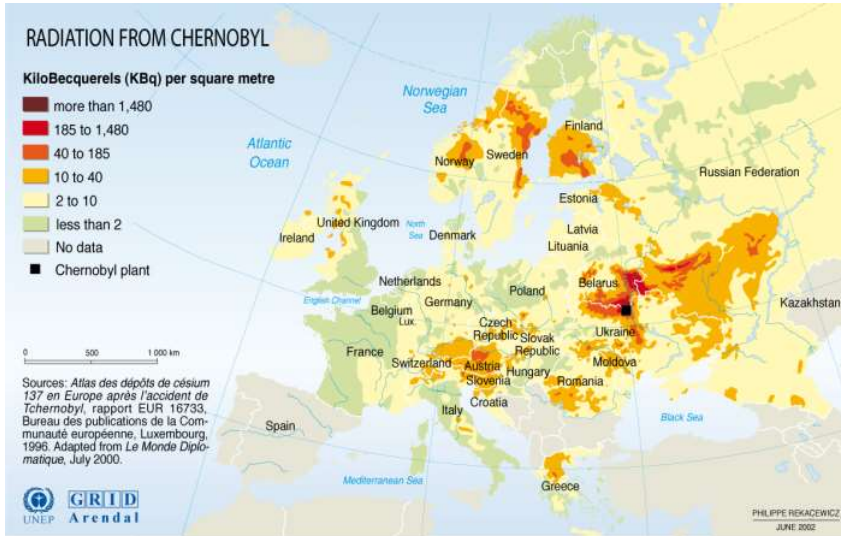 RADIATION FROM CHERNOBYL
KiloBecquerels (KBq) per square metre
more than 1,480
185 to 1,480
40 to 185
10 to 40
2 to 10
less than 2
No data
Chernobyl plant
Norwegian
Sea
Atlantic
Ocean
Finland
Norway
Sweden
Russian Federation
Estonia
United Kingdom
North
Sea
Latvia
Ireland
Denmark
Lituania
Netherlands
Belarus
Poland
English Channel
Germany
Kazakhstan
Belgium
Lux.
Czech
Republic
Ukraine
Slovak
Republic
France
Switzerland
Moldova
Austria
Hungary
Slovenia
Romania
Croatia
Italy
Black Sea
Spain
Mediterranean Sea
Greece
0
500
1 000 km
Sources: Atlas des dépôts de césium
137 en Europe après l'accident de
Tchernobyl, rapport EUR 16733,
Bureau des publications de la Com-
munauté européenne, Luxembourg,
1996. Adapted from Le Monde Diplo-
matique, July 2000.
UNEP
GRID
Arendal
PHILIPPE REKACEWICZ
JUNE 2002